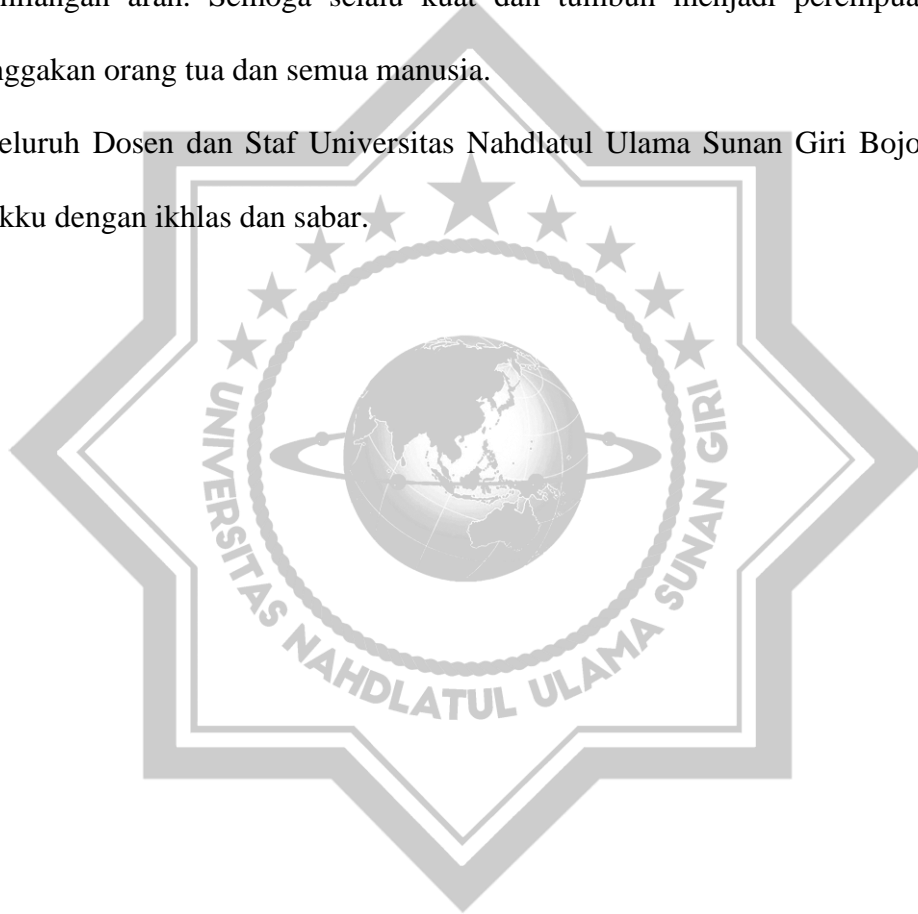 arah. Semoga selalu kuat dan tumbuh menjadi perempua
nggakan orang tua dan semua manusia.
eluruh Dosen dan Staf Universitas Nahdlatul Ulama Sunan Giri Bojo
kku dengan ikhlas dan sabar.
UNIVERSITAS NAHDLATUL ULAMA SUNAN GIRI